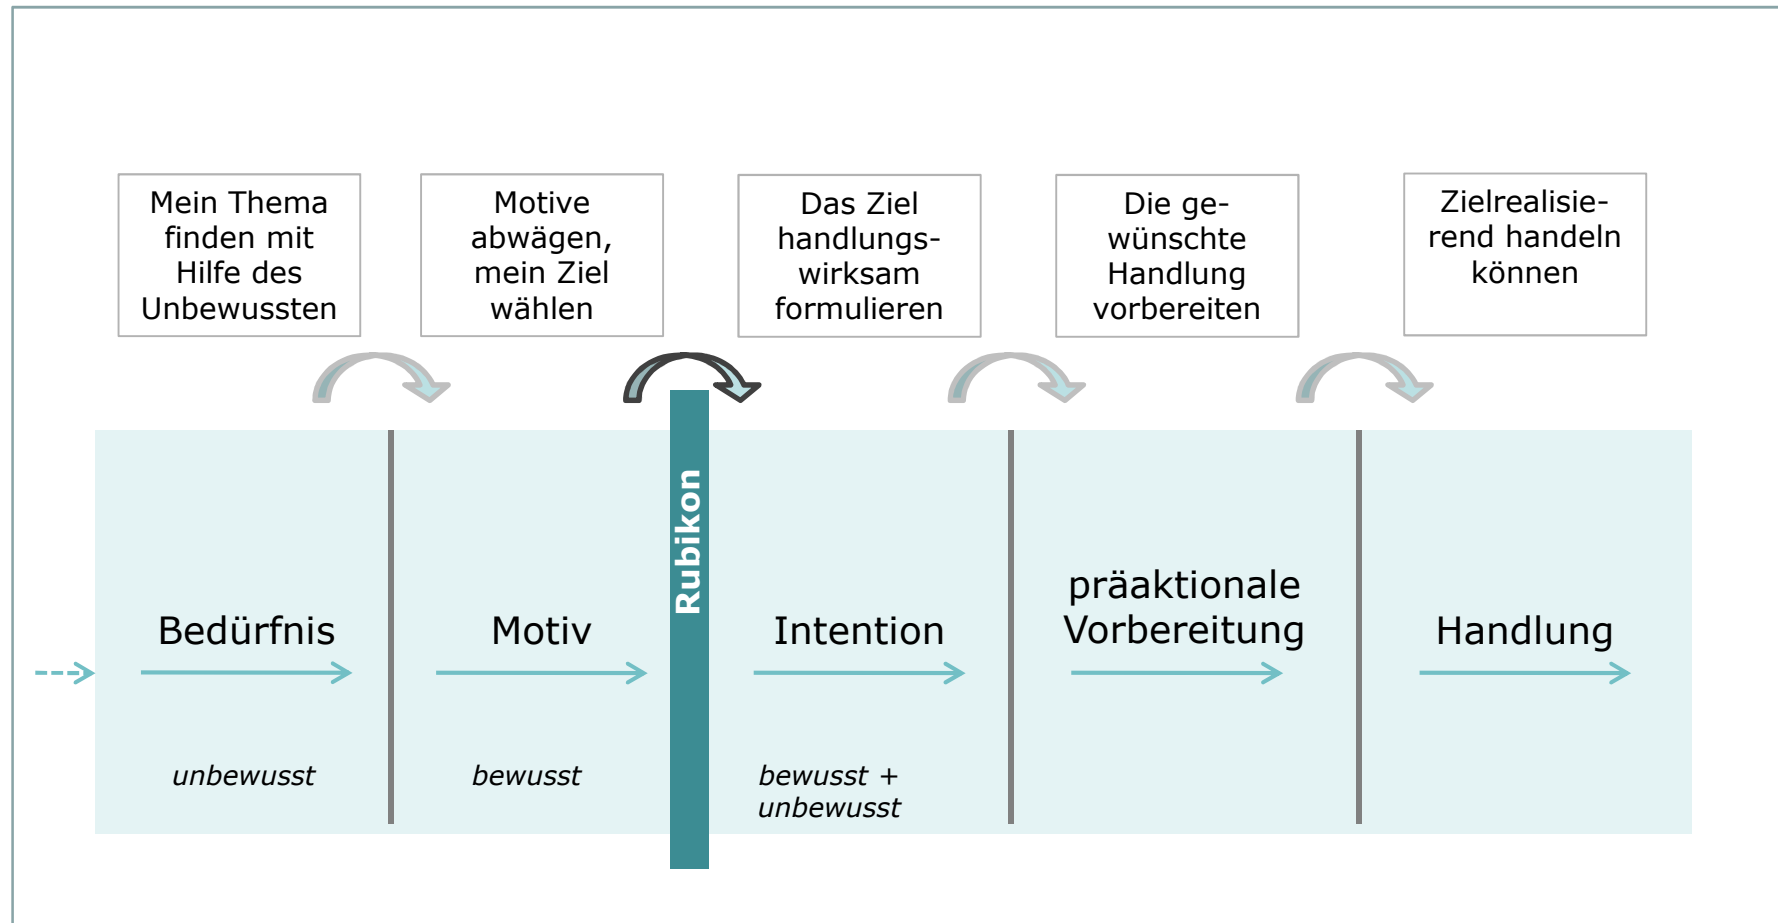 Mein Thema
finden mit
Hilfe des
Unbewussten
Motive
abwägen,
mein Ziel
wählen
Das Ziel
handlungs-
wirksam
formulieren
Die ge-
wünschte
Handlung
vorbereiten
Zielrealisie-
rend handeln
können
Bedürfnis
unbewusst
Motiv
bewusst
Rubikon
Intention
bewusst +
unbewusst
präaktionale
Vorbereitung
Handlung